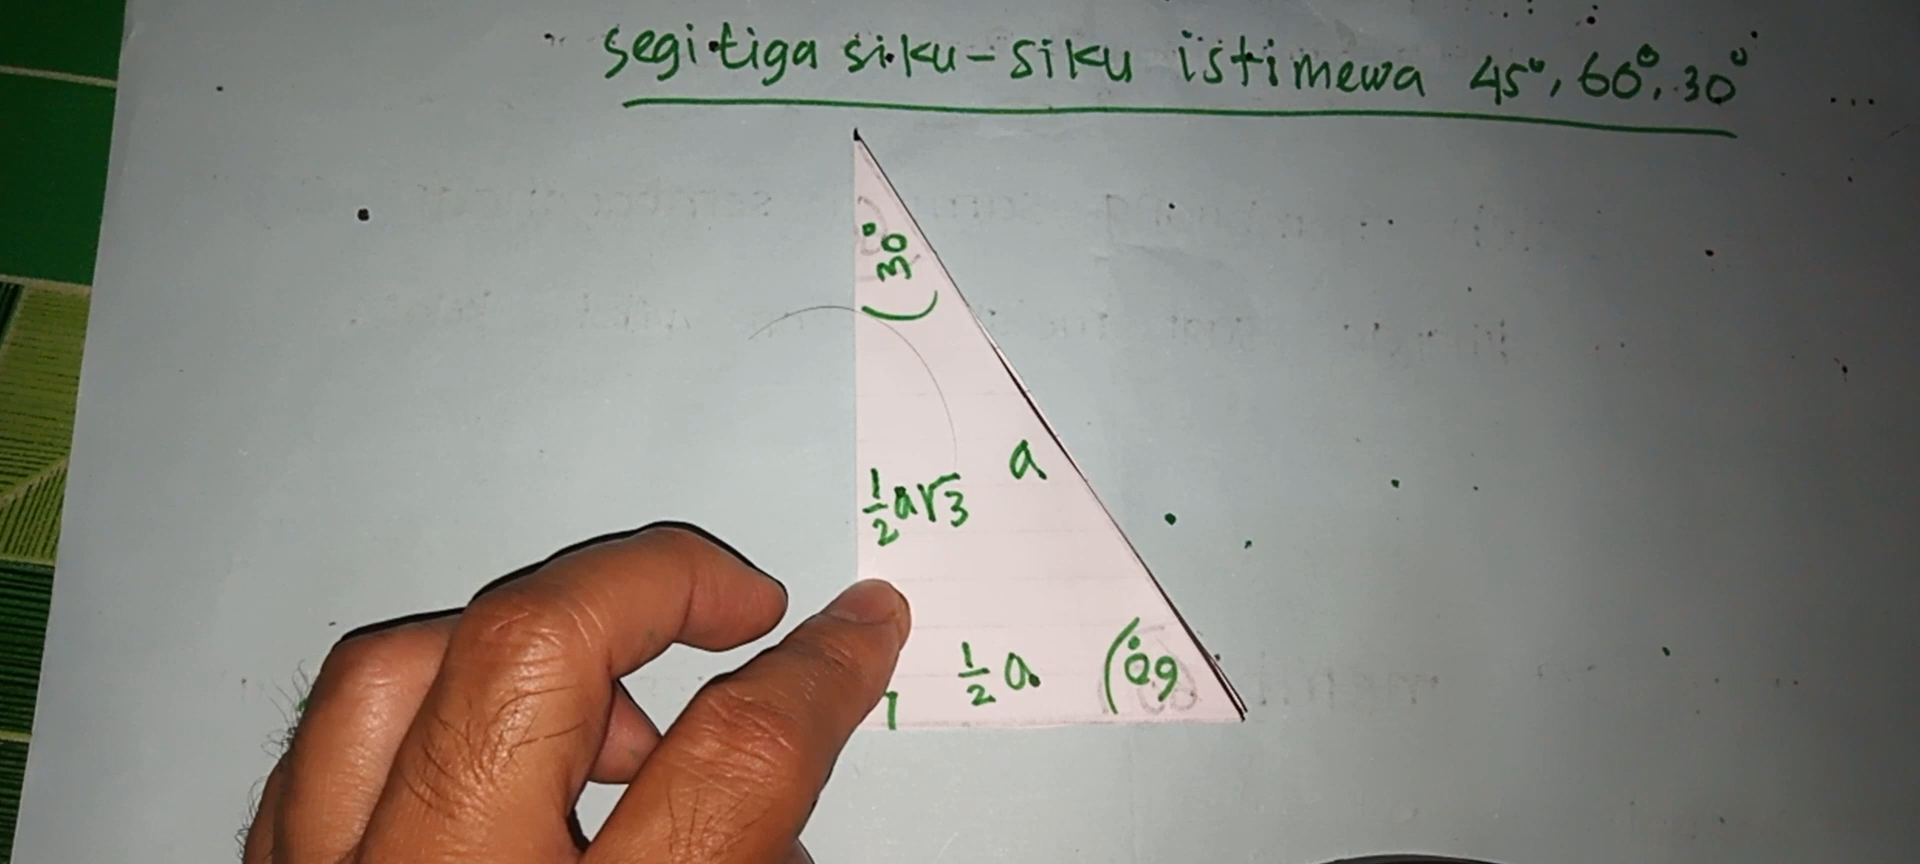 segitiga siku-siku istimewa 45°, 60°, 30°
30°
½a√3
a
½a
60°